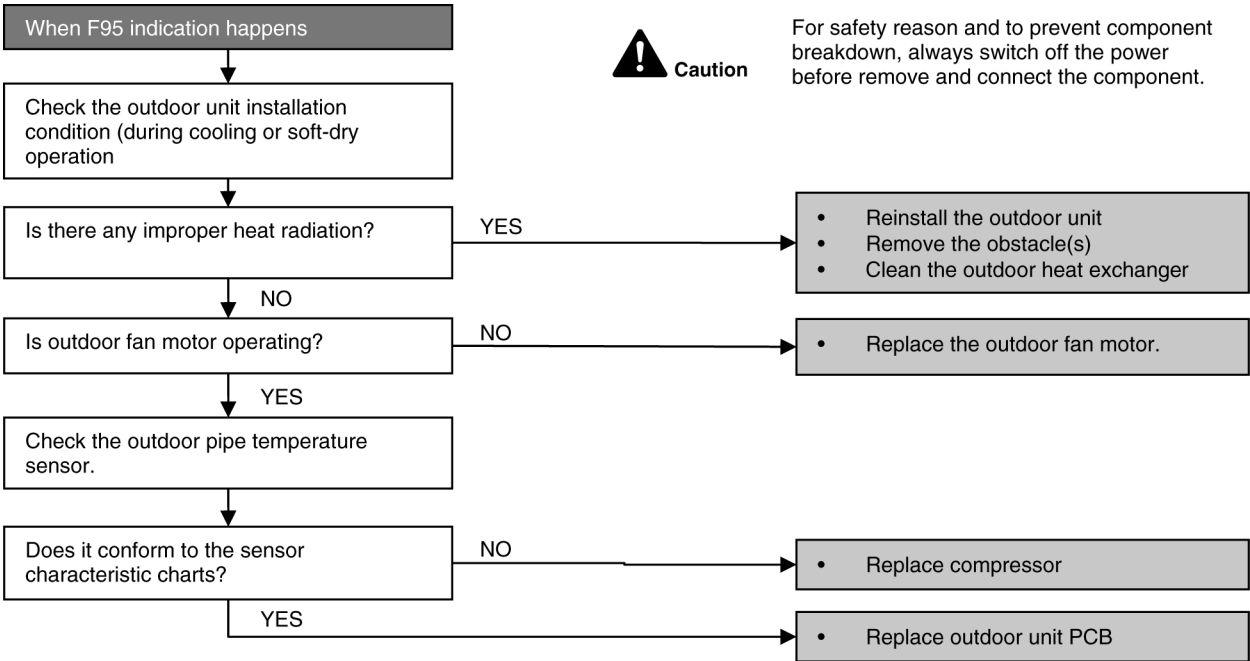 When F95 indication happens
Caution
For safety reason and to prevent component
breakdown, always switch off the power
before remove and connect the component.
Check the outdoor unit installation
condition (during cooling or soft-dry
operation
Is there any improper heat radiation?
YES
• Reinstall the outdoor unit
• Remove the obstacle(s)
• Clean the outdoor heat exchanger
NO
Is outdoor fan motor operating?
NO
• Replace the outdoor fan motor.
YES
Check the outdoor pipe temperature
sensor.
Does it conform to the sensor
characteristic charts?
NO
• Replace compressor
YES
• Replace outdoor unit PCB